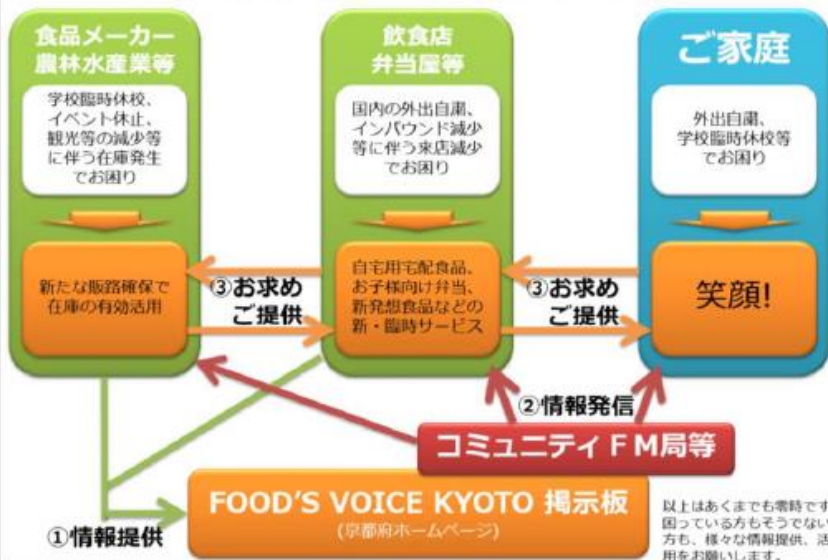 食品メーカー
農林水産業等
学校臨時休校、
イベント休止、
観光等の減少等
に伴う在庫発生
でお困り
新たな販路確保で
在庫の有効活用
③お求め
ご提供
飲食店
弁当屋等
国内の外出自粛、
インバウンド減少
等に伴う来店減少
でお困り
自宅用宅配食品、
お子様向け弁当、
新発想食品などの
新・臨時サービス
③お求め
ご提供
ご家庭
外出自粛、
学校臨時休校等
でお困り
笑顔!
②情報発信
コミュニティFM局等
FOOD'S VOICE KYOTO 掲示板
(京都府ホームページ)
①情報提供
以上はあくまでも零時です
困っている方もそうでない
方も、様々な情報提供、活
用をお願いします。